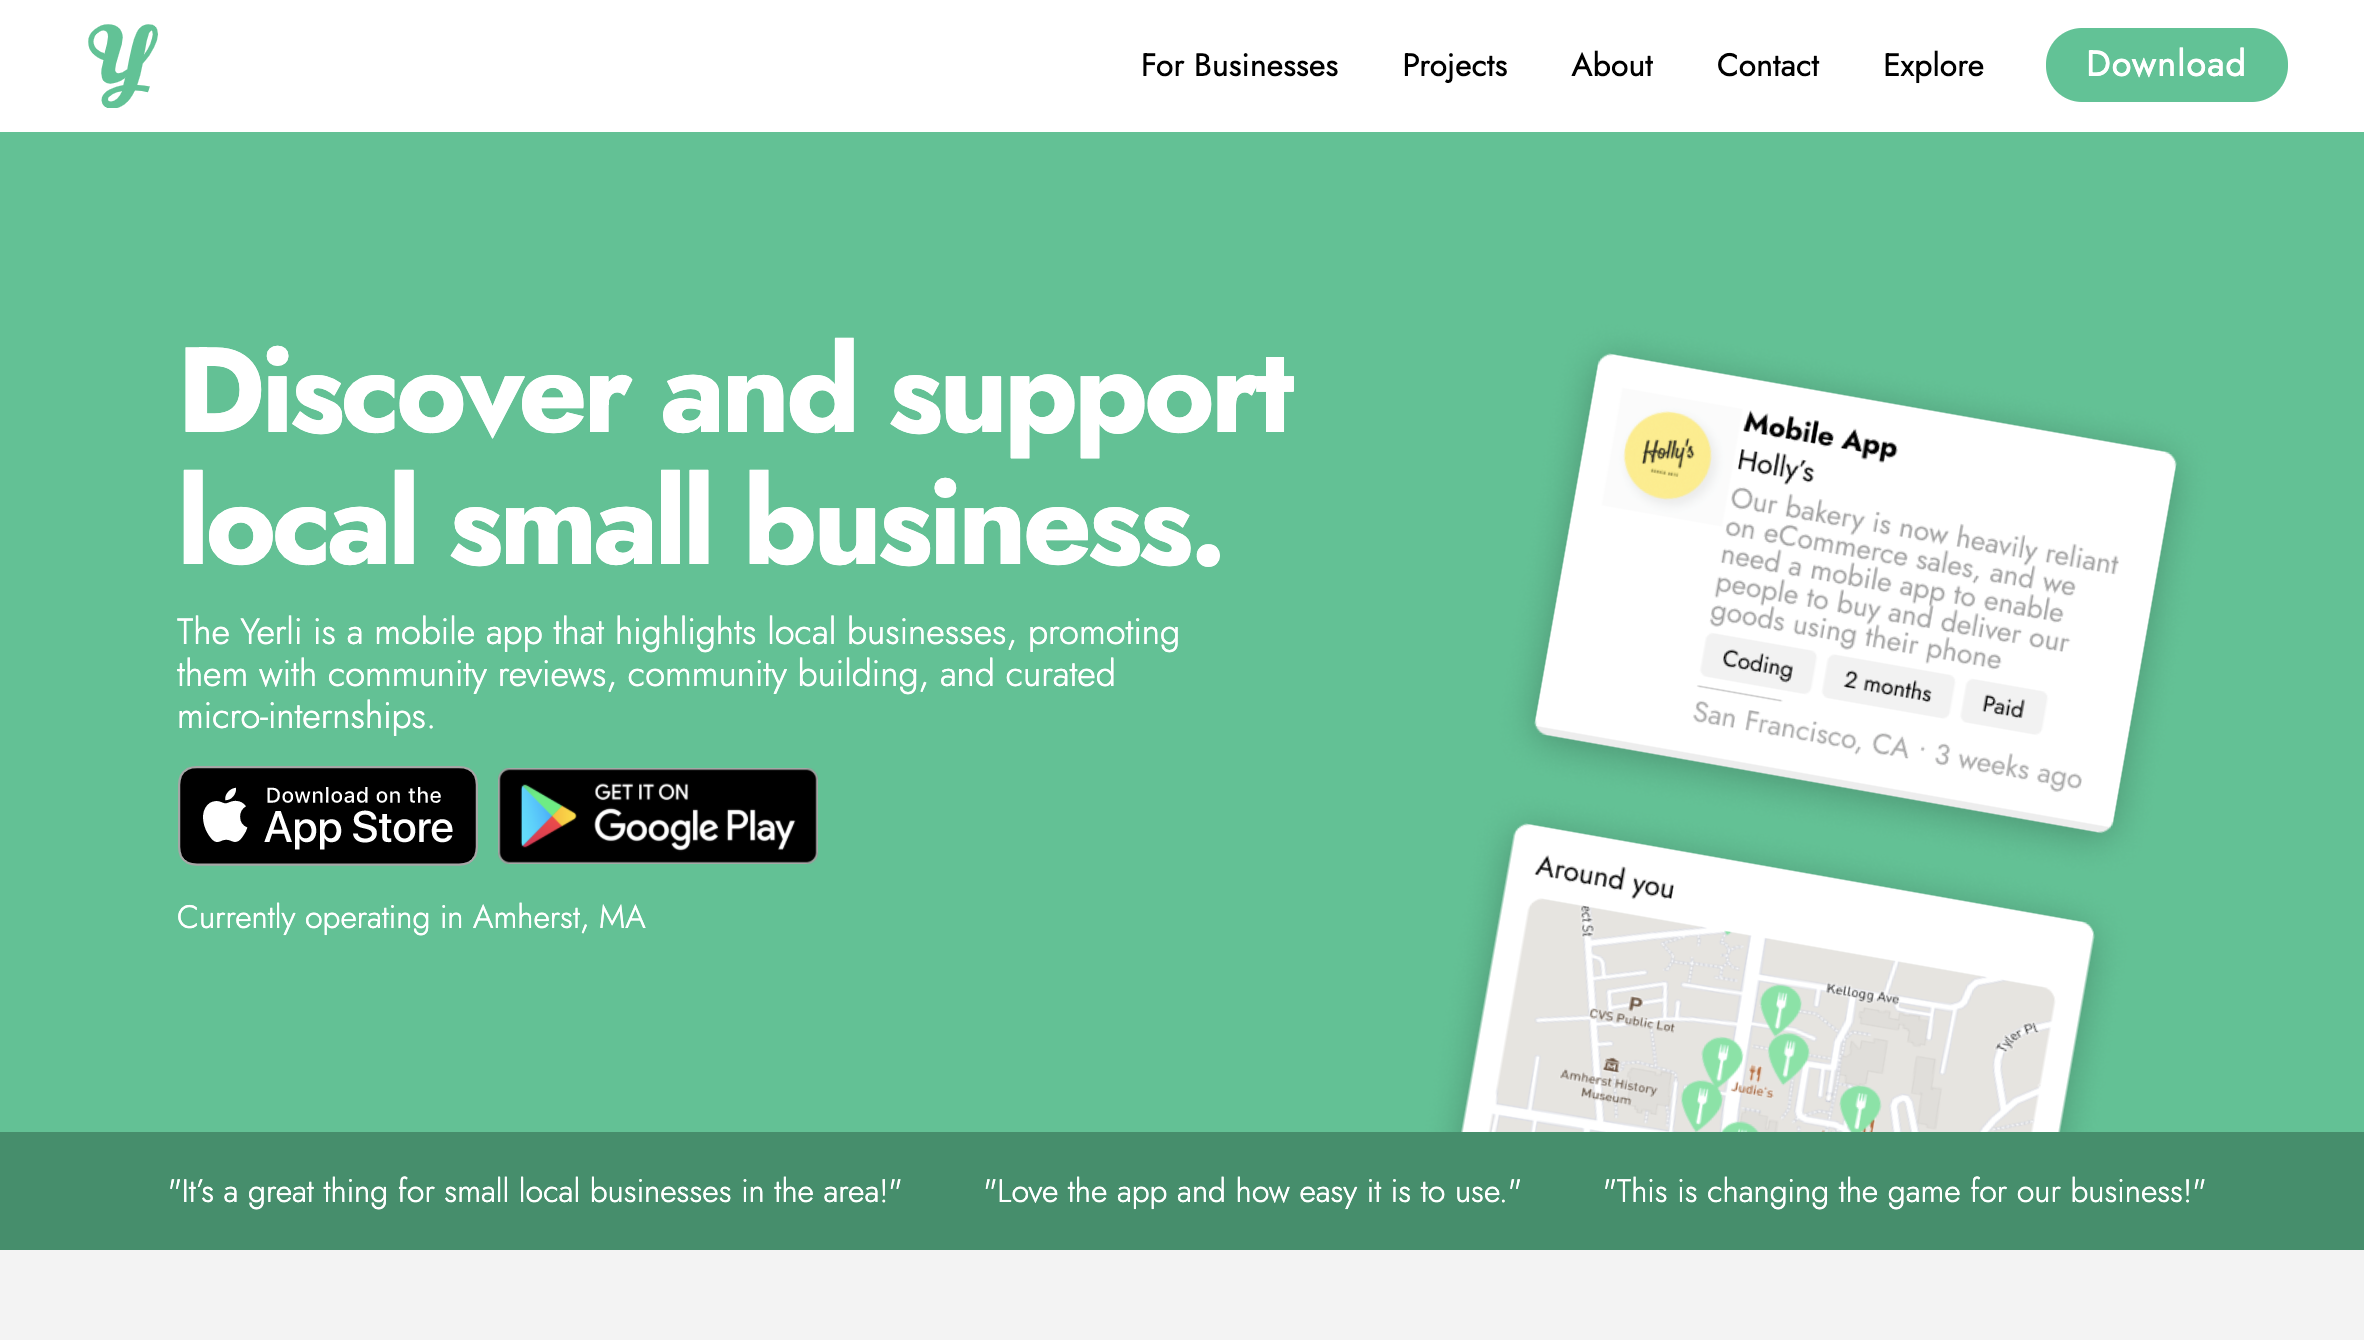 Y
For Businesses
Projects
About
Contact
Explore
Download
Discover and support
local small business.
The Yerli is a mobile app that highlights local businesses, promoting
them with community reviews, community building, and curated
micro-internships.
Download on the
App Store
GET IT ON
Google Play
Currently operating in Amherst, MA
Holly's
Mobile App
Holly's
Our bakery is now heavily reliant
on eCommerce sales, and we
need a mobile app to enable
people to buy and deliver our
goods using their phone
Coding
2 months
Paid
San Francisco, CA · 3 weeks ago
Around you
ect St
Kellogg Ave
P
CVS Public Lot
Tyler Pl
Amherst History
Museum
Judie's
"It's a great thing for small local businesses in the area!"
"Love the app and how easy it is to use."
"This is changing the game for our business!"